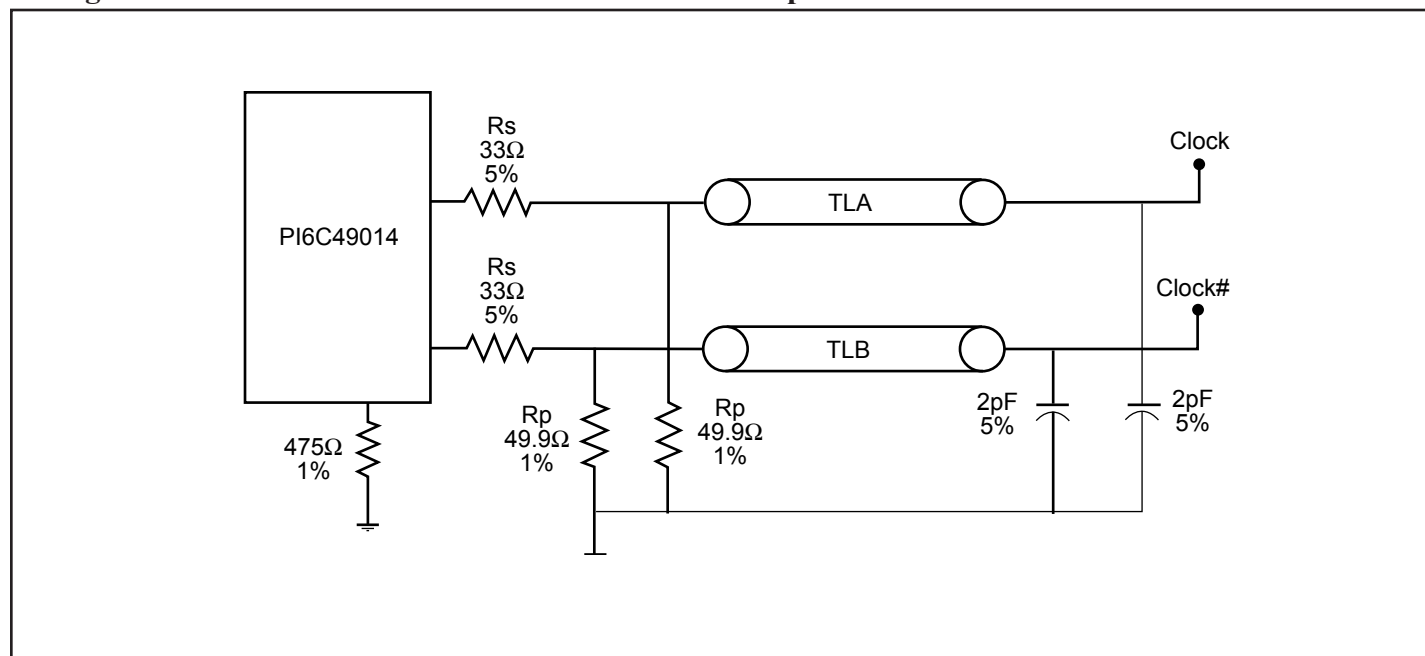 Rs
33Ω
5%
Clock
TLA
PI6C49014
Rs
33Ω
5%
Clock#
TLB
Rp
49.9Ω
1%
Rp
49.9Ω
1%
2pF
5%
2pF
5%
475Ω
1%